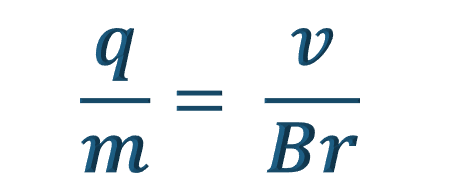 q/m = v/Br